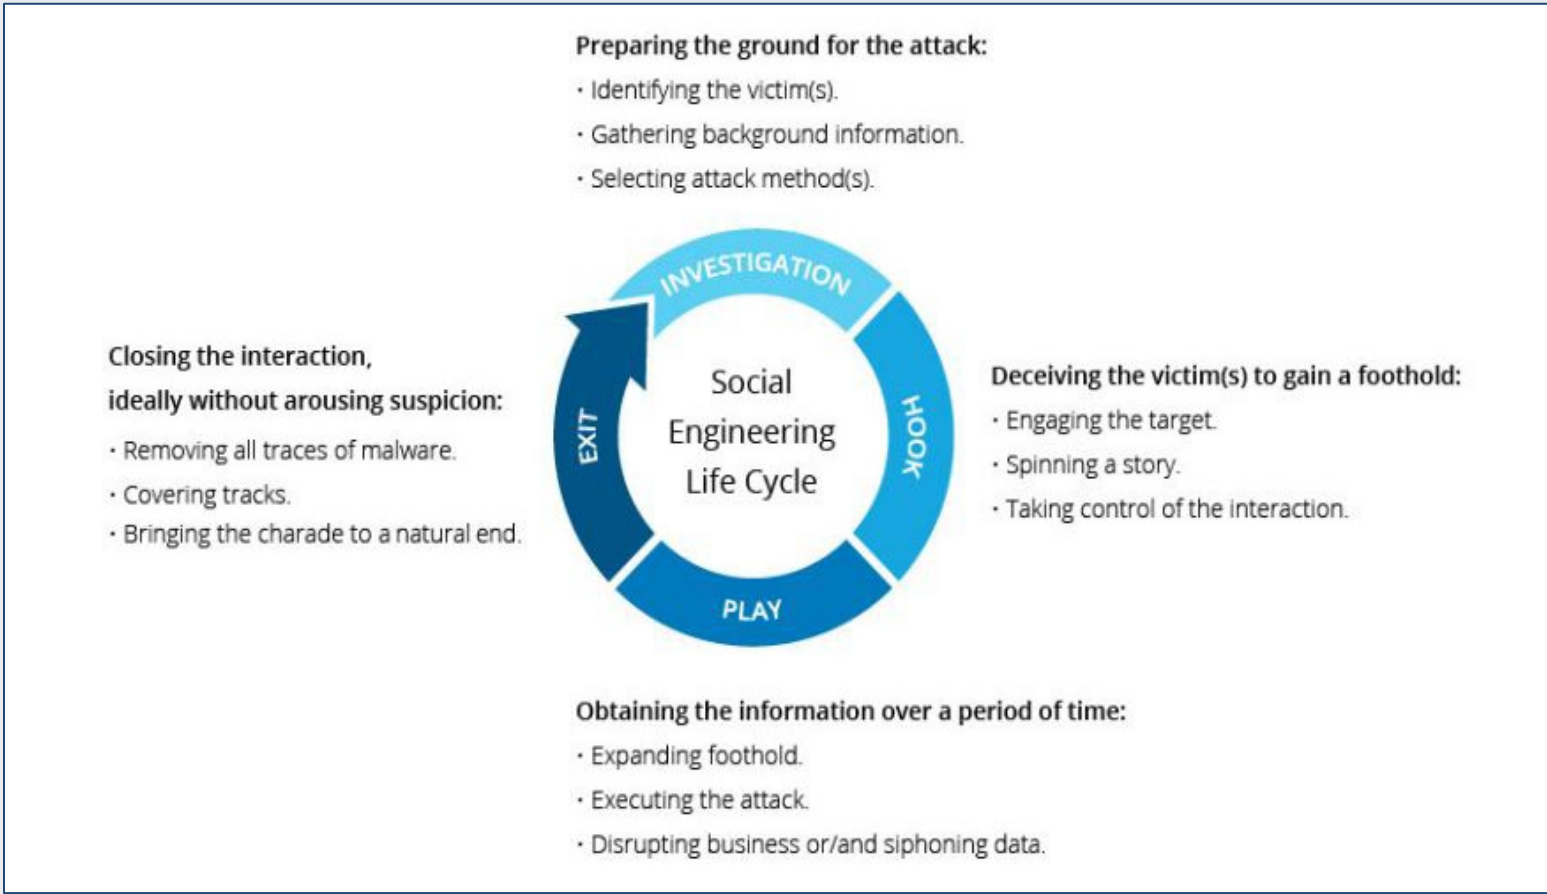 Preparing the ground for the attack:
· Identifying the victim(s).
· Gathering background information.
· Selecting attack method(s).
INVESTIGATION
HOOK
PLAY
EXIT
Social
Engineering
Life Cycle
Deceiving the victim(s) to gain a foothold:
· Engaging the target.
· Spinning a story.
· Taking control of the interaction.
Obtaining the information over a period of time:
· Expanding foothold.
· Executing the attack.
· Disrupting business or/and siphoning data.
Closing the interaction,
ideally without arousing suspicion:
· Removing all traces of malware.
· Covering tracks.
· Bringing the charade to a natural end.